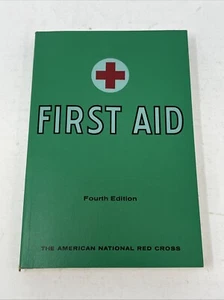 FIRST AID
Fourth Edition
THE AMERICAN NATIONAL RED CROSS